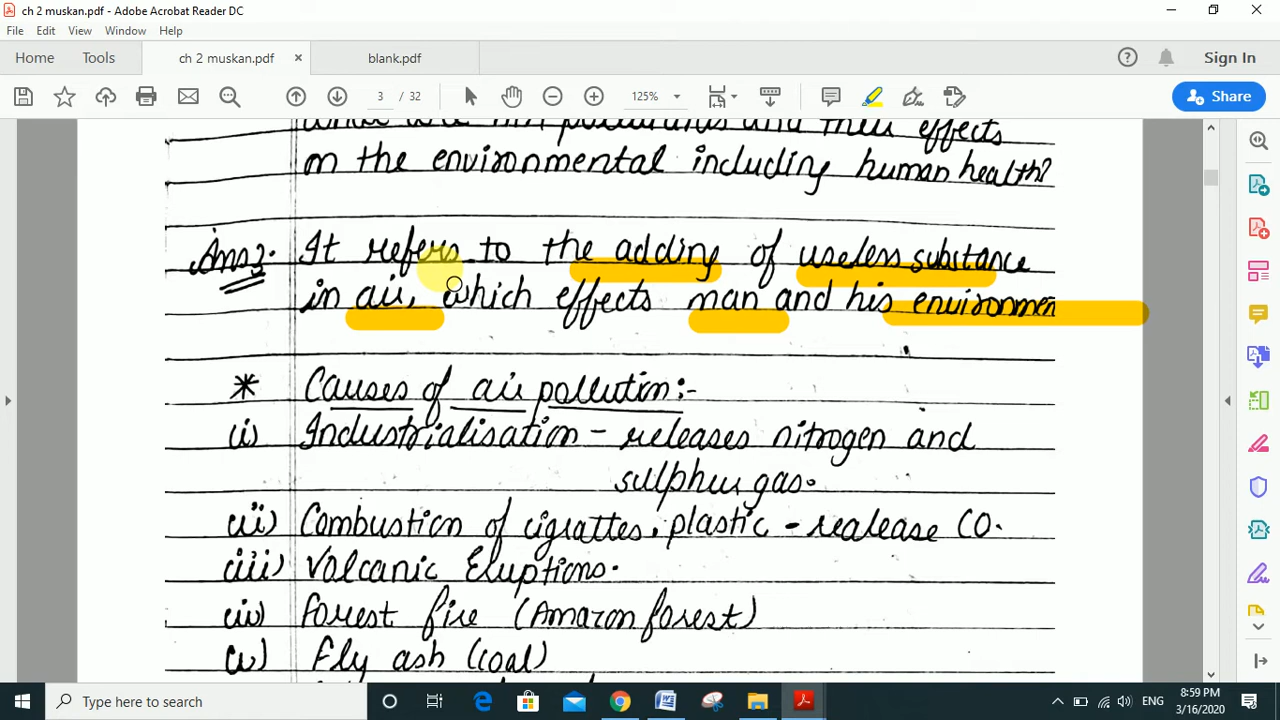 ch 2 muskan.pdf - Adobe Acrobat Reader DC
File Edit View Window Help
Home Tools ch 2 muskan.pdf × blank.pdf Sign In
3 / 32 125% Share
and their effects
on the environmental including human health?
Ans2. It refers to the adding of useless substance
in air, which effects man and his environmen
* Causes of air pollution:-
(i) Industrialisation - releases nitrogen and
sulphur gas.
(ii) Combustion of cigrattes, plastic - realease CO.
(iii) Volcanic Eruptions.
(iv) Forest fire (Amazon forest)
(v) Fly ash (coal)
Type here to search
ENG 8:59 PM
3/16/2020